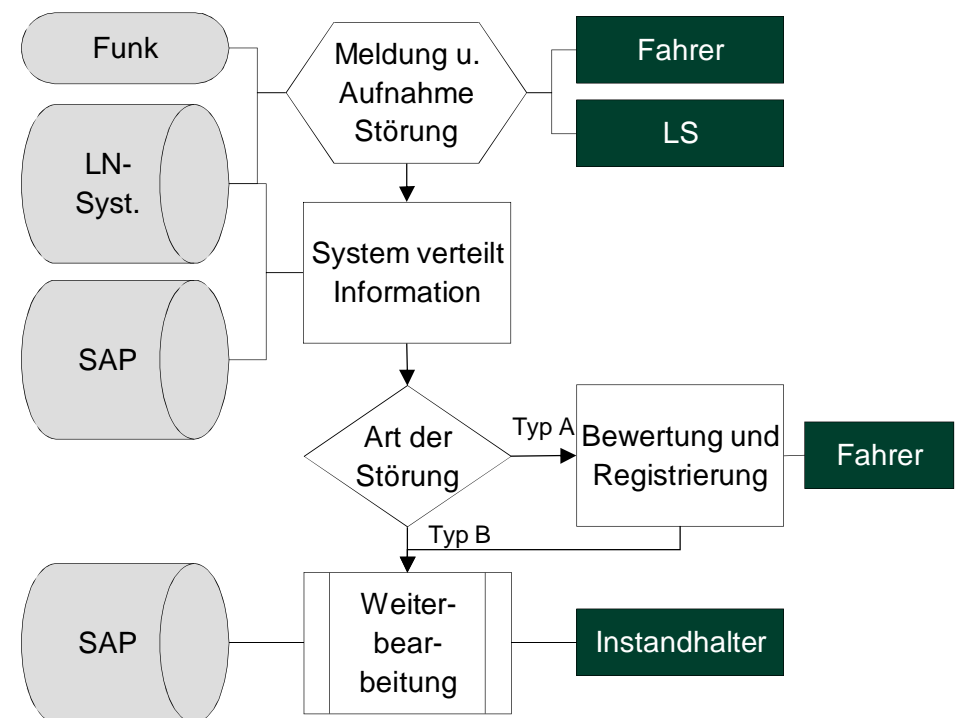 Funk
Meldung u.
Aufnahme
Störung
Fahrer
LS
LN-
Syst.
System verteilt
Information
SAP
Art der
Störung
Typ A
Bewertung und
Registrierung
Fahrer
Typ B
SAP
Weiter-
bear-
beitung
Instandhalter